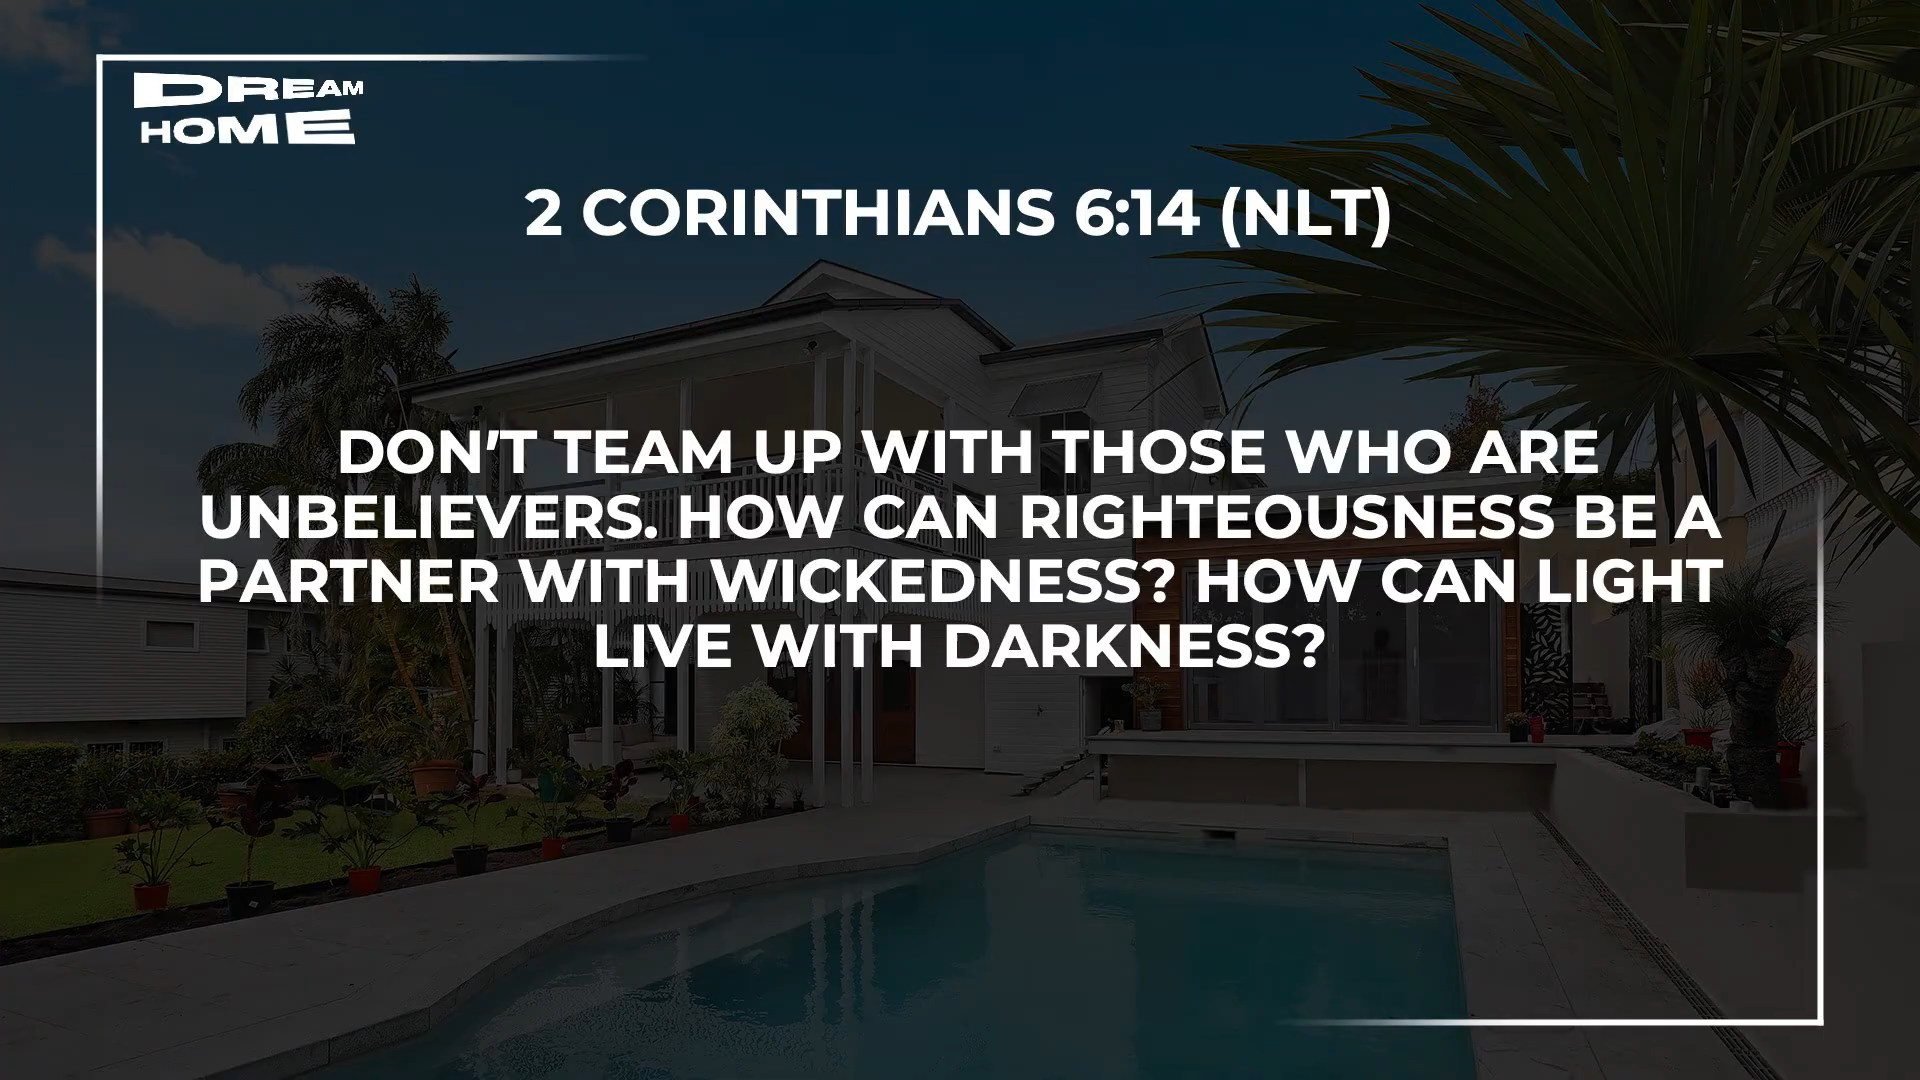 DREAM
HOME
2 CORINTHIANS 6:14 (NLT)
DON'T TEAM UP WITH THOSE WHO ARE
UNBELIEVERS. HOW CAN RIGHTEOUSNESS BE A
PARTNER WITH WICKEDNESS? HOW CAN LIGHT
LIVE WITH DARKNESS?